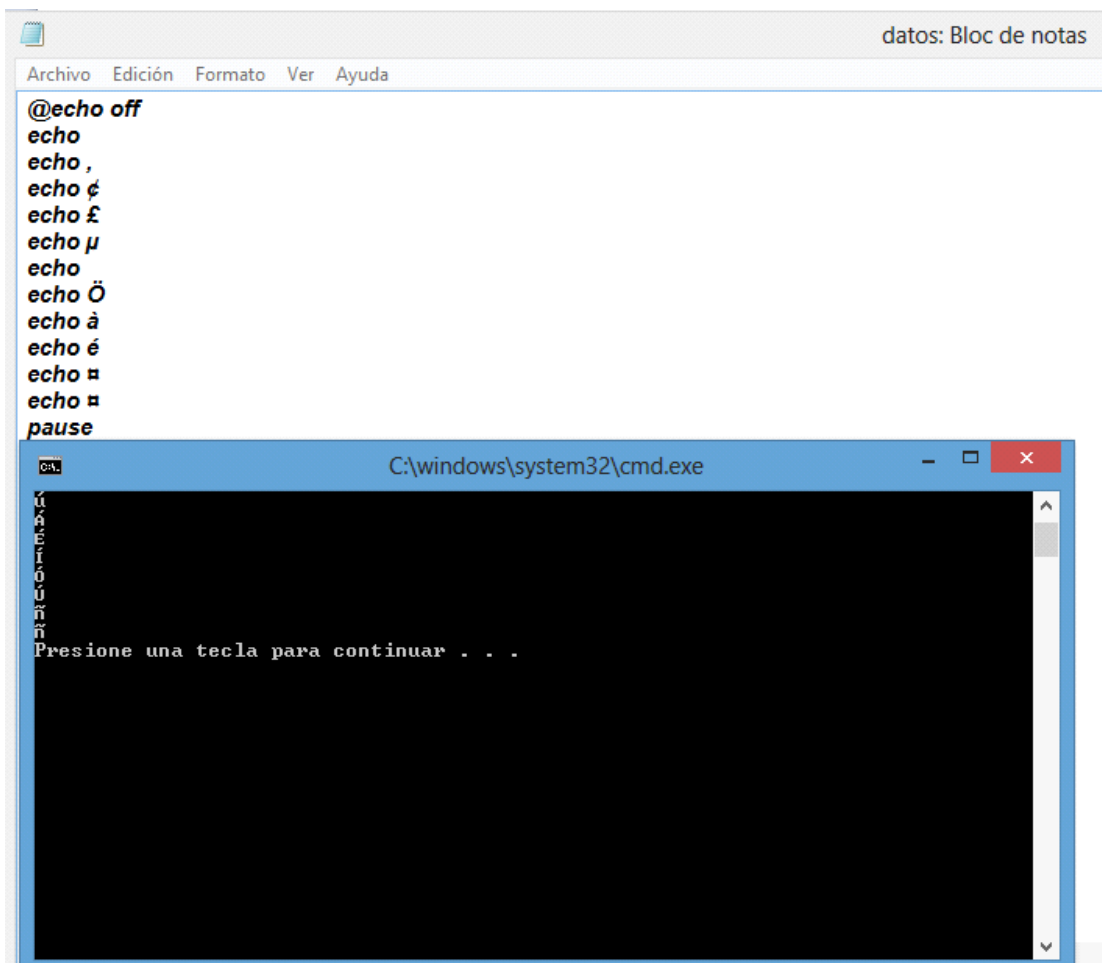 datos: Bloc de notas
Archivo Edición Formato Ver Ayuda
@echo off
echo
echo ,
echo ¢
echo £
echo µ
echo
echo Ö
echo à
echo é
echo ¤
echo ¤
pause
C:\windows\system32\cmd.exe
ú
Á
É
Í
Ó
Ú
ñ
ñ
Presione una tecla para continuar . . .